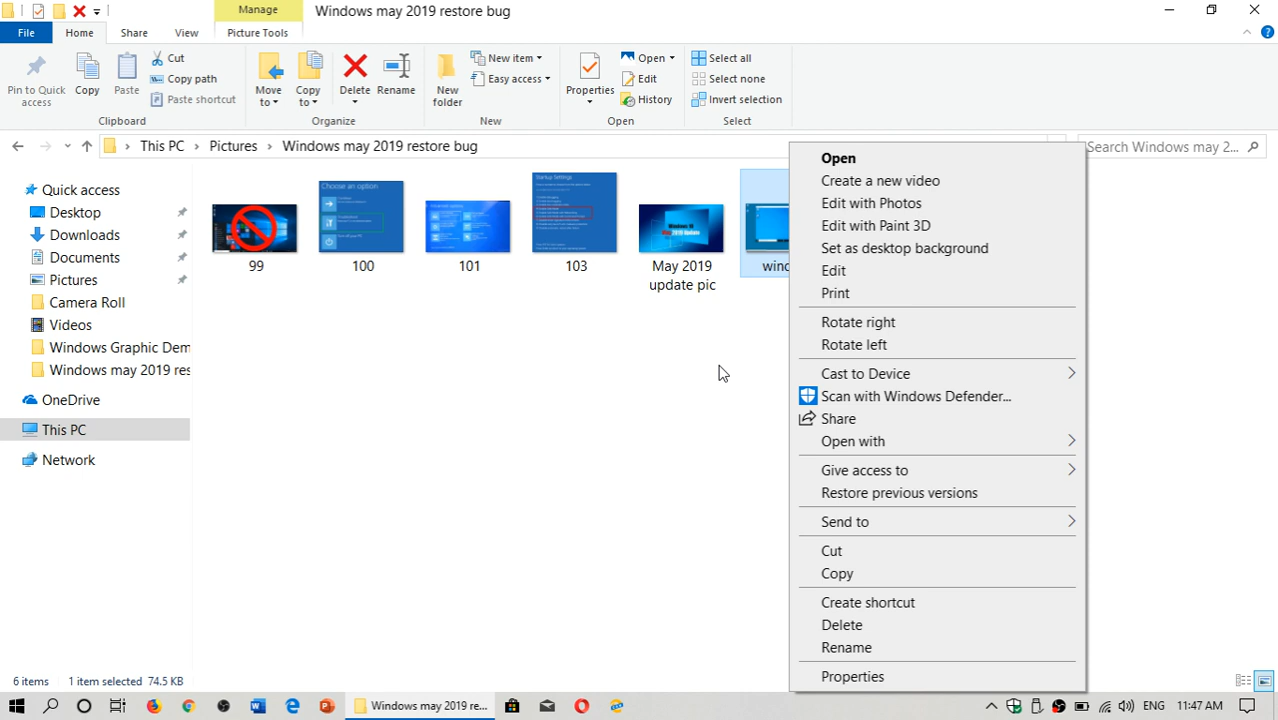 Manage
Windows may 2019 restore bug
File
Home
Share
View
Picture Tools
Pin to Quick
access
Copy
Paste
Cut
Copy path
Paste shortcut
Clipboard
Move
to
Copy
to
Delete
Rename
Organize
New
folder
New item
Easy access
New
Properties
Open
Edit
History
Open
Select all
Select none
Invert selection
Select
This PC
Pictures
Windows may 2019 restore bug
Search Windows may 2...
Quick access
Desktop
Downloads
Documents
Pictures
Camera Roll
Videos
Windows Graphic Dem
Windows may 2019 res
OneDrive
This PC
Network
Choose an option
Startup Settings
99
100
101
103
May 2019
update pic
wind
Open
Create a new video
Edit with Photos
Edit with Paint 3D
Set as desktop background
Edit
Print
Rotate right
Rotate left
Cast to Device
Scan with Windows Defender...
Share
Open with
Give access to
Restore previous versions
Send to
Cut
Copy
Create shortcut
Delete
Rename
Properties
6 items
1 item selected 74.5 KB
Windows may 2019 re...
ENG
11:47 AM